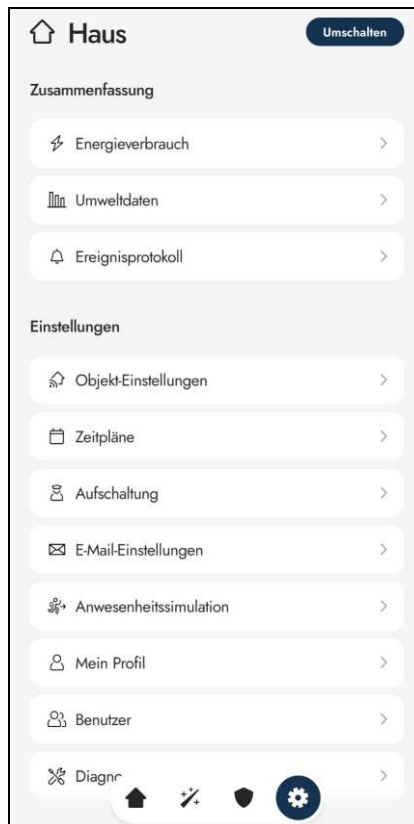 Haus
Umschalten
Zusammenfassung
Energieverbrauch
Umweltdaten
Ereignisprotokoll
Einstellungen
Objekt-Einstellungen
Zeitpläne
Aufschaltung
E-Mail-Einstellungen
Anwesenheitssimulation
Mein Profil
Benutzer